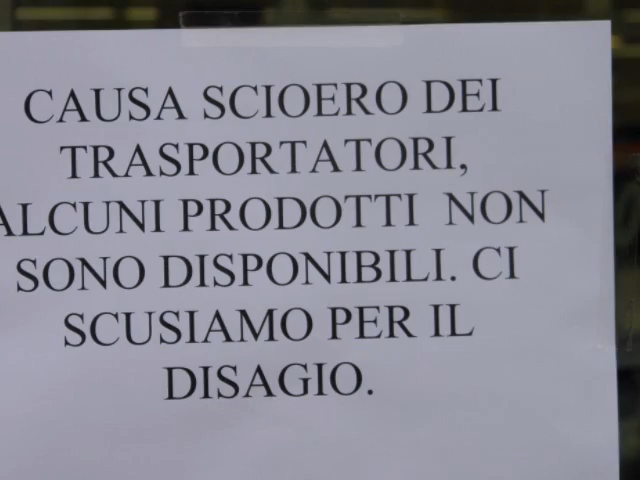 CAUSA SCIOERO DEI
TRASPORTATORI,
ALCUNI PRODOTTI NON
SONO DISPONIBILI. CI
SCUSIAMO PER IL
DISAGIO.